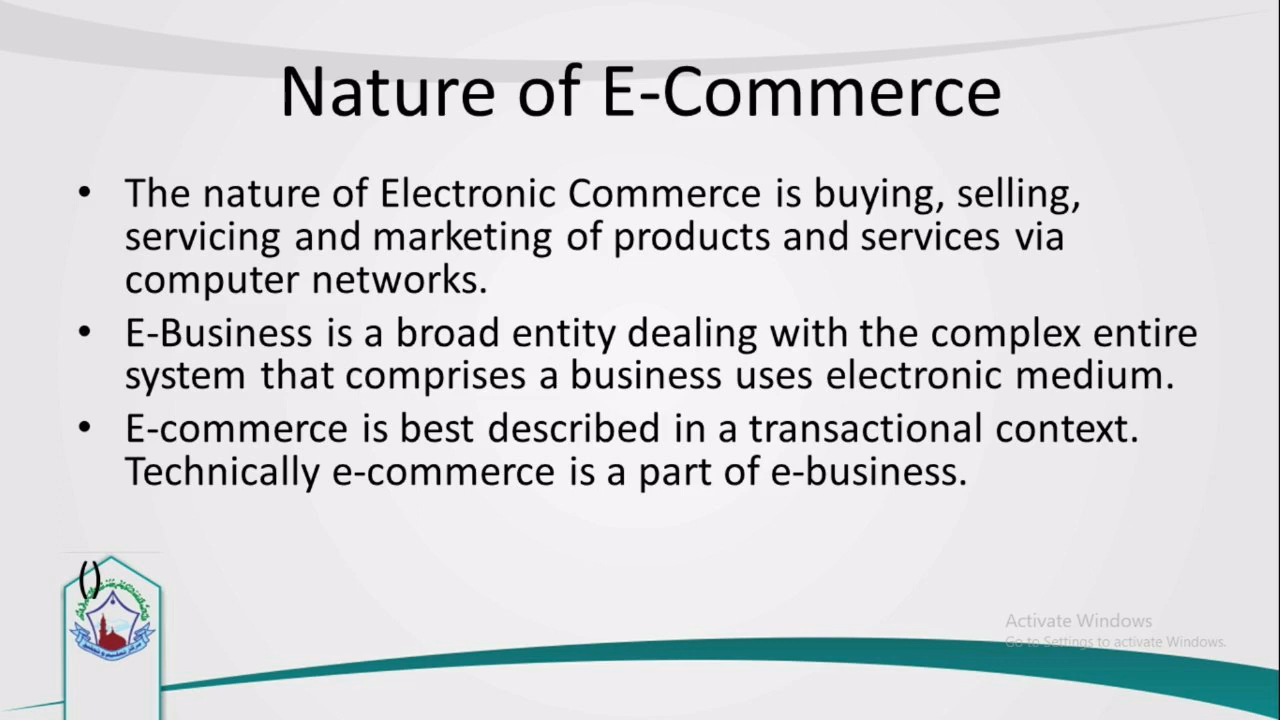 Nature of E-Commerce
• The nature of Electronic Commerce is buying, selling,
servicing and marketing of products and services via
computer networks.
• E-Business is a broad entity dealing with the complex entire
system that comprises a business uses electronic medium.
• E-commerce is best described in a transactional context.
Technically e-commerce is a part of e-business.
()
Activate Windows
Go to Settings to activate Windows.